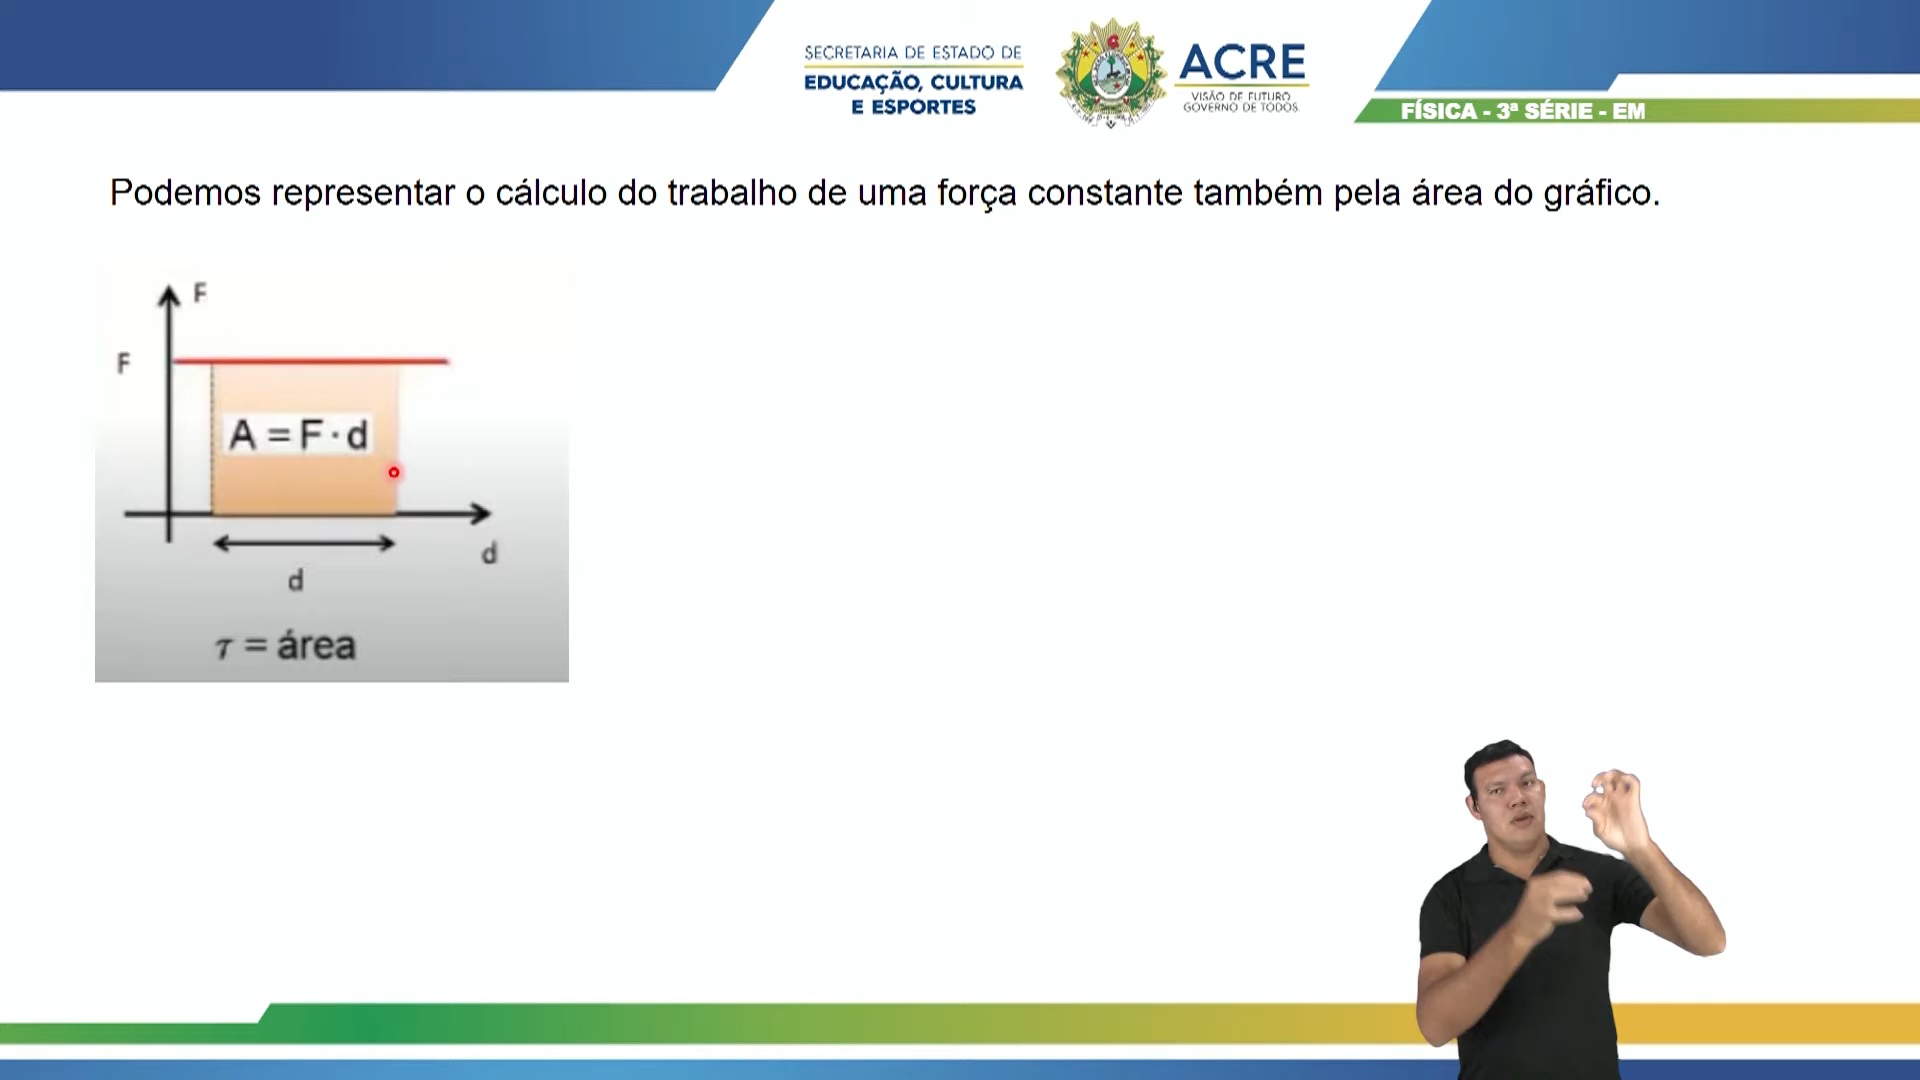 SECRETARIA DE ESTADO DE
EDUCAÇÃO, CULTURA
E ESPORTES
ACRE
VISÃO DE FUTURO
GOVERNO DE TODOS
FÍSICA - 3ª SÉRIE - EM
Podemos representar o cálculo do trabalho de uma força constante também pela área do gráfico.
F
F
A = F · d
d
d
τ = área